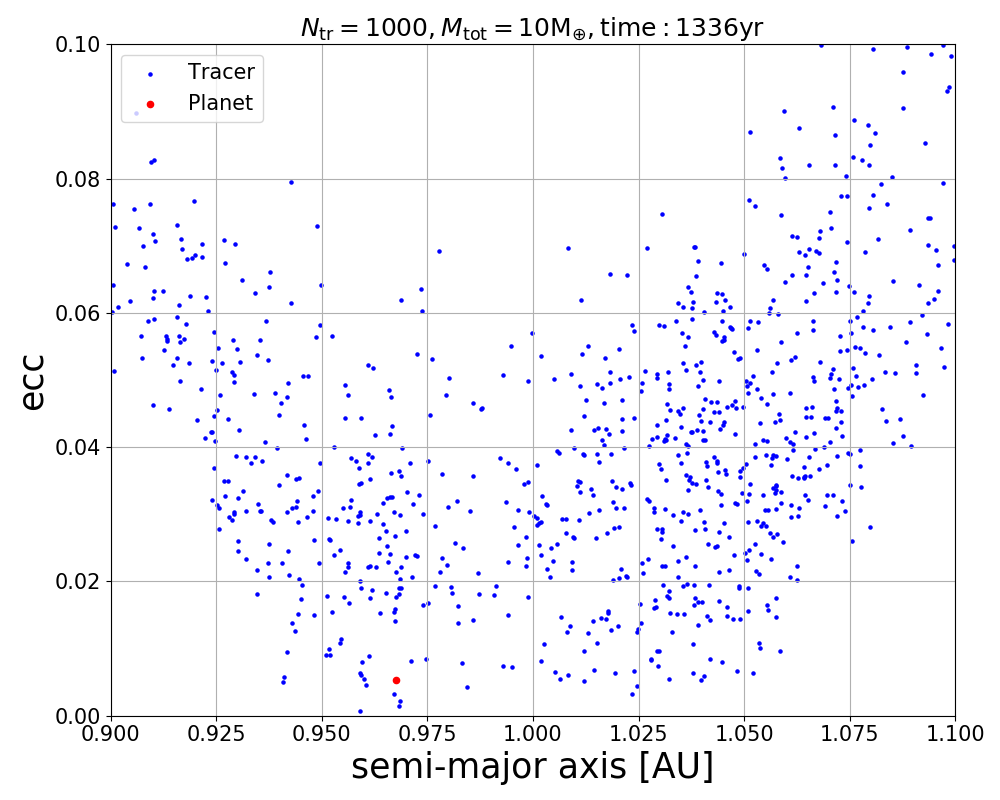 N_tr = 1000, M_tot = 10M_⊕, time : 1336yr
Tracer
Planet
0.10
0.08
0.06
0.04
0.02
0.00
ecc
0.900 0.925 0.950 0.975 1.000 1.025 1.050 1.075 1.100
semi-major axis [AU]